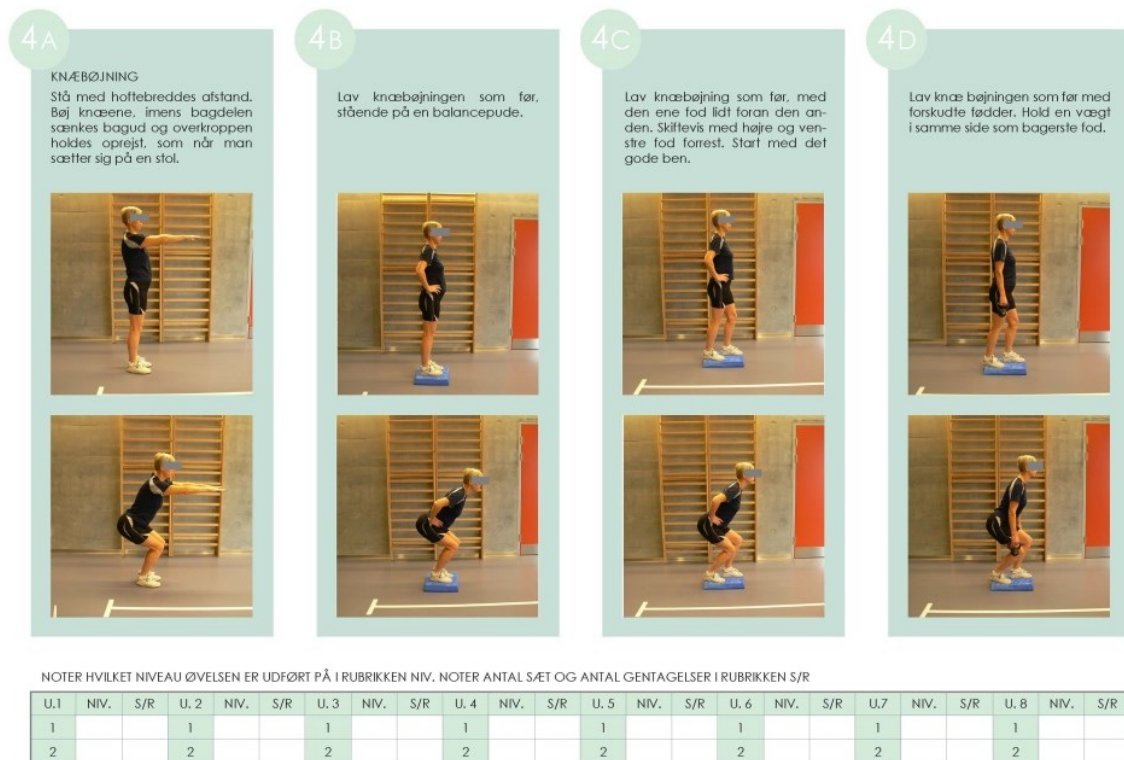 4A
KNÆBØJNING
Stå med hoftebreddes afstand.
Bøj knæene, imens bagdelen
sænkes bagud og overkroppen
holdes oprejst, som når man
sætter sig på en stol.
4B
Lav knæbøjningen som før,
stående på en balancepude.
4C
Lav knæbøjning som før, med
den ene fod lidt foran den an-
den. Skiftevis med højre og ven-
stre fod forrest. Start med det
gode ben.
4D
Lav knæ bøjningen som før med
forskudte fødder. Hold en vægt
i samme side som bagerste fod.
NOTER HVILKET NIVEAU ØVELSEN ER UDFØRT PÅ I RUBRIKKEN NIV. NOTER ANTAL SÆT OG ANTAL GENTAGELSER I RUBRIKKEN S/R
U.1 NIV. S/R U. 2 NIV. S/R U. 3 NIV. S/R U. 4 NIV. S/R U. 5 NIV. S/R U. 6 NIV. S/R U.7 NIV. S/R U. 8 NIV. S/R
1 1 1 1 1 1 1 1
2 2 2 2 2 2 2 2